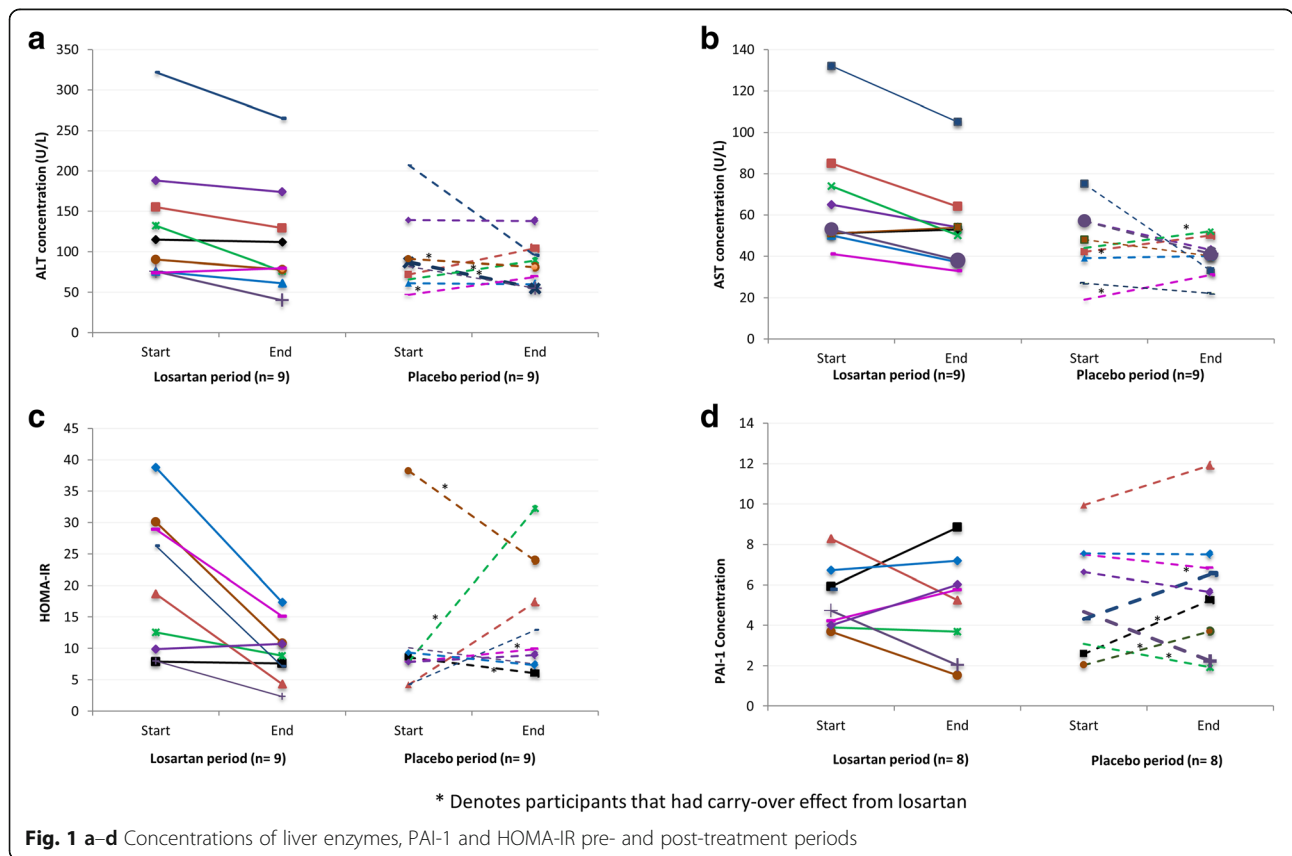 a
350
300
250
200
150
100
50
0
ALT concentration (U/L)
Start
End
Start
End
Losartan period (n= 9)
Placebo period (n= 9)
*
*
*
*
b
140
120
100
80
60
40
20
0
AST concentration (U/L)
Start
End
Start
End
Losartan period (n=9)
Placebo period (n=9)
*
*
*
c
45
40
35
30
25
20
15
10
5
0
HOMA-IR
Start
End
Start
End
Losartan period (n= 9)
Placebo period (n= 9)
*
*
*
*
d
14
12
10
8
6
4
2
0
PAI-1 Concentration
Start
End
Start
End
Losartan period (n= 8)
Placebo period (n= 8)
*
*
*
*
* Denotes participants that had carry-over effect from losartan
Fig. 1 a–d Concentrations of liver enzymes, PAI-1 and HOMA-IR pre- and post-treatment periods